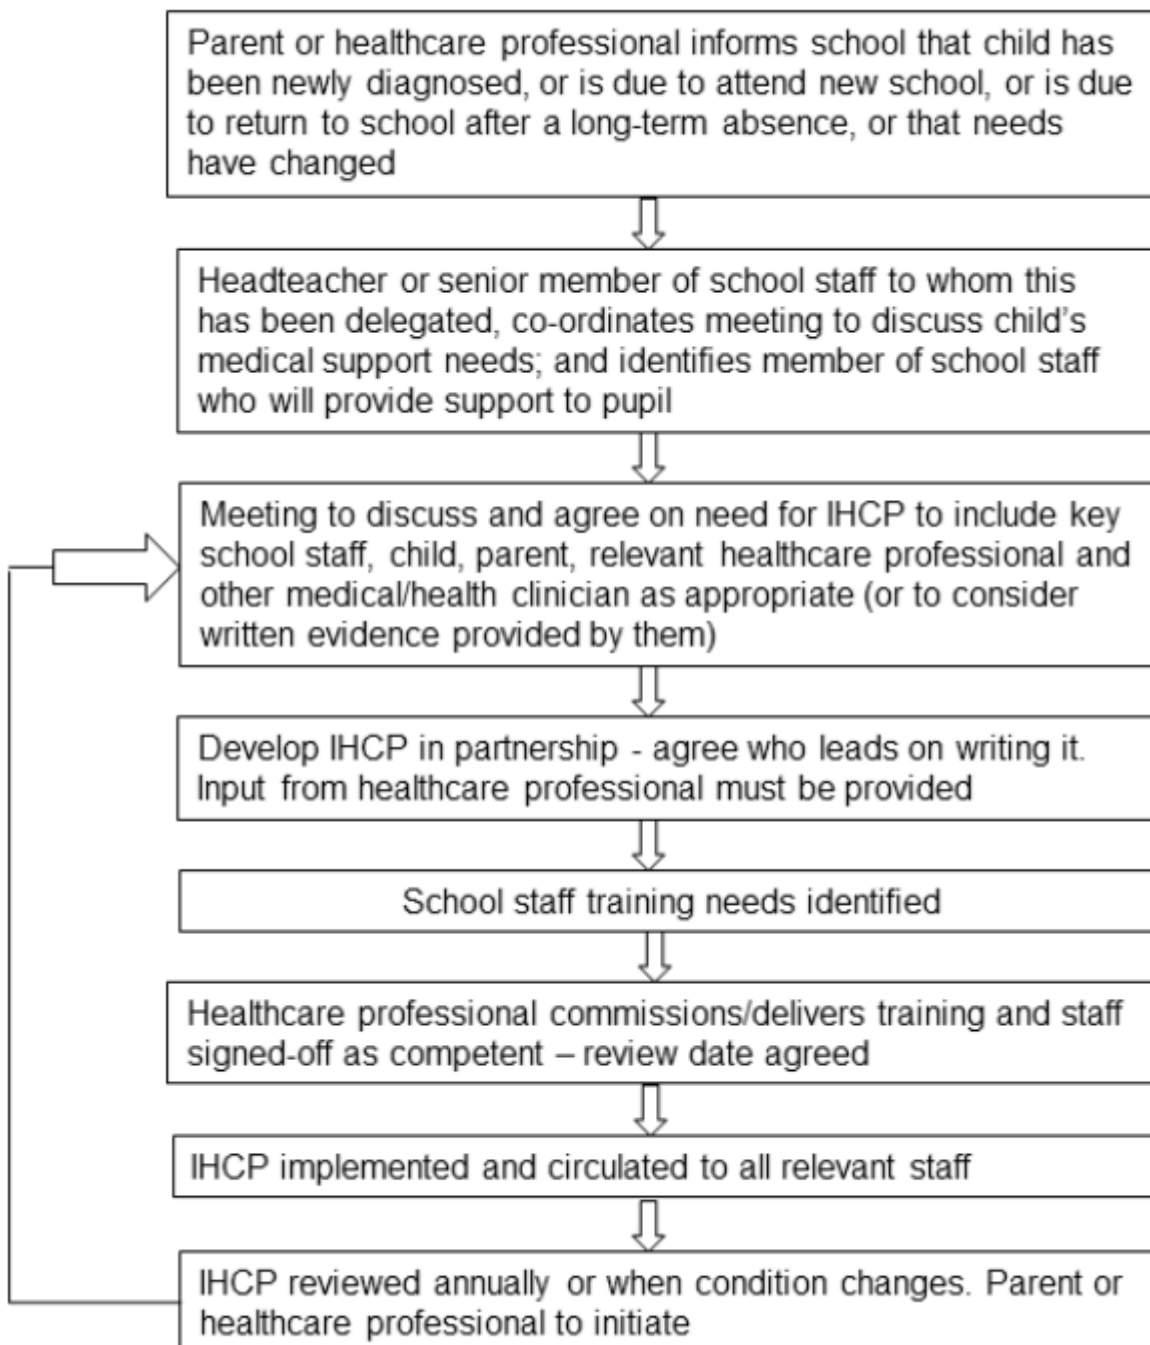 Parent or healthcare professional informs school that child has
been newly diagnosed, or is due to attend new school, or is due
to return to school after a long-term absence, or that needs
have changed
Headteacher or senior member of school staff to whom this
has been delegated, co-ordinates meeting to discuss child's
medical support needs; and identifies member of school staff
who will provide support to pupil
Meeting to discuss and agree on need for IHCP to include key
school staff, child, parent, relevant healthcare professional and
other medical/health clinician as appropriate (or to consider
written evidence provided by them)
Develop IHCP in partnership - agree who leads on writing it.
Input from healthcare professional must be provided
School staff training needs identified
Healthcare professional commissions/delivers training and staff
signed-off as competent – review date agreed
IHCP implemented and circulated to all relevant staff
IHCP reviewed annually or when condition changes. Parent or
healthcare professional to initiate